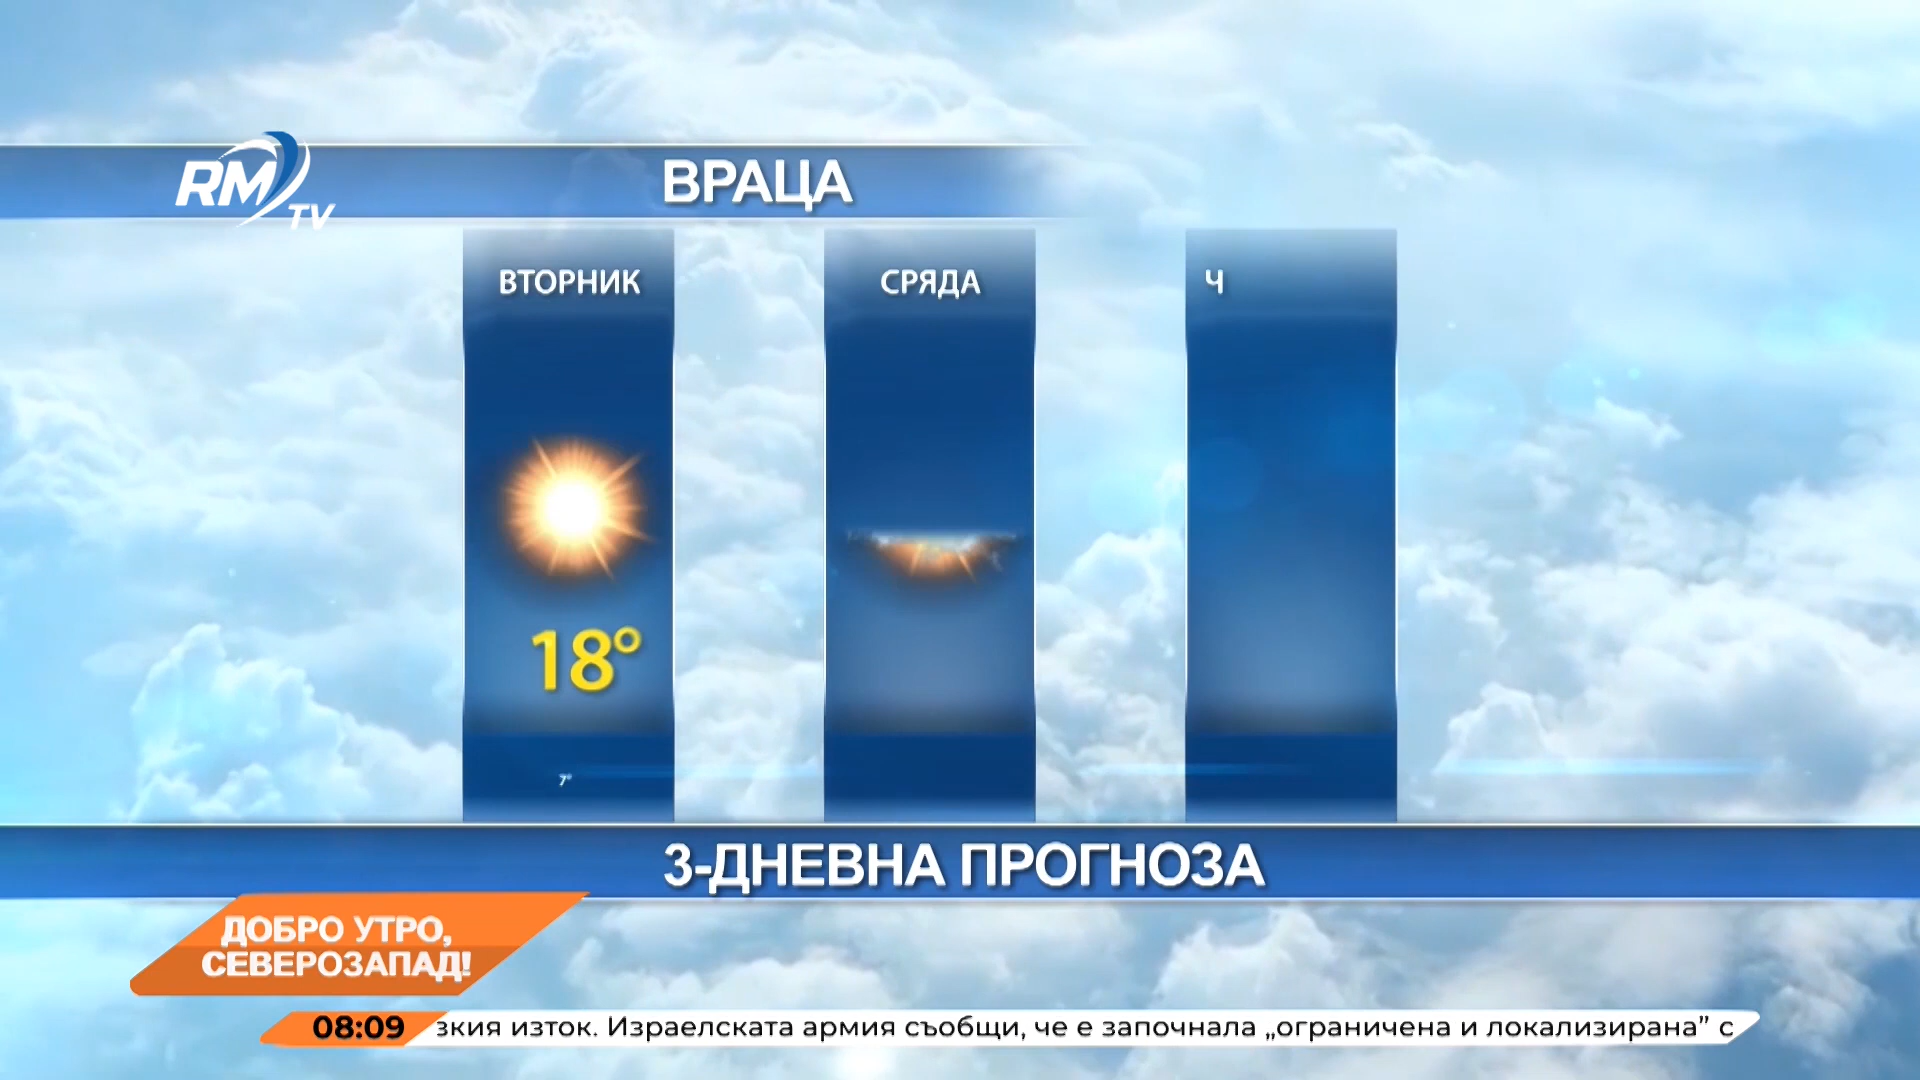 RM
TV
ВРАЦА
ВТОРНИК
СРЯДА
Ч
18°
7°
3-ДНЕВНА ПРОГНОЗА
ДОБРО УТРО,
СЕВЕРОЗАПАД!
08:09
зкия изток. Израелската армия съобщи, че е започнала „ограничена и локализирана” с